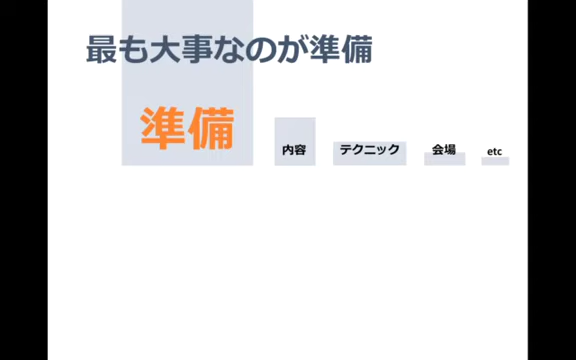 最も大事なのが準備
準備
内容
テクニック
会場
etc